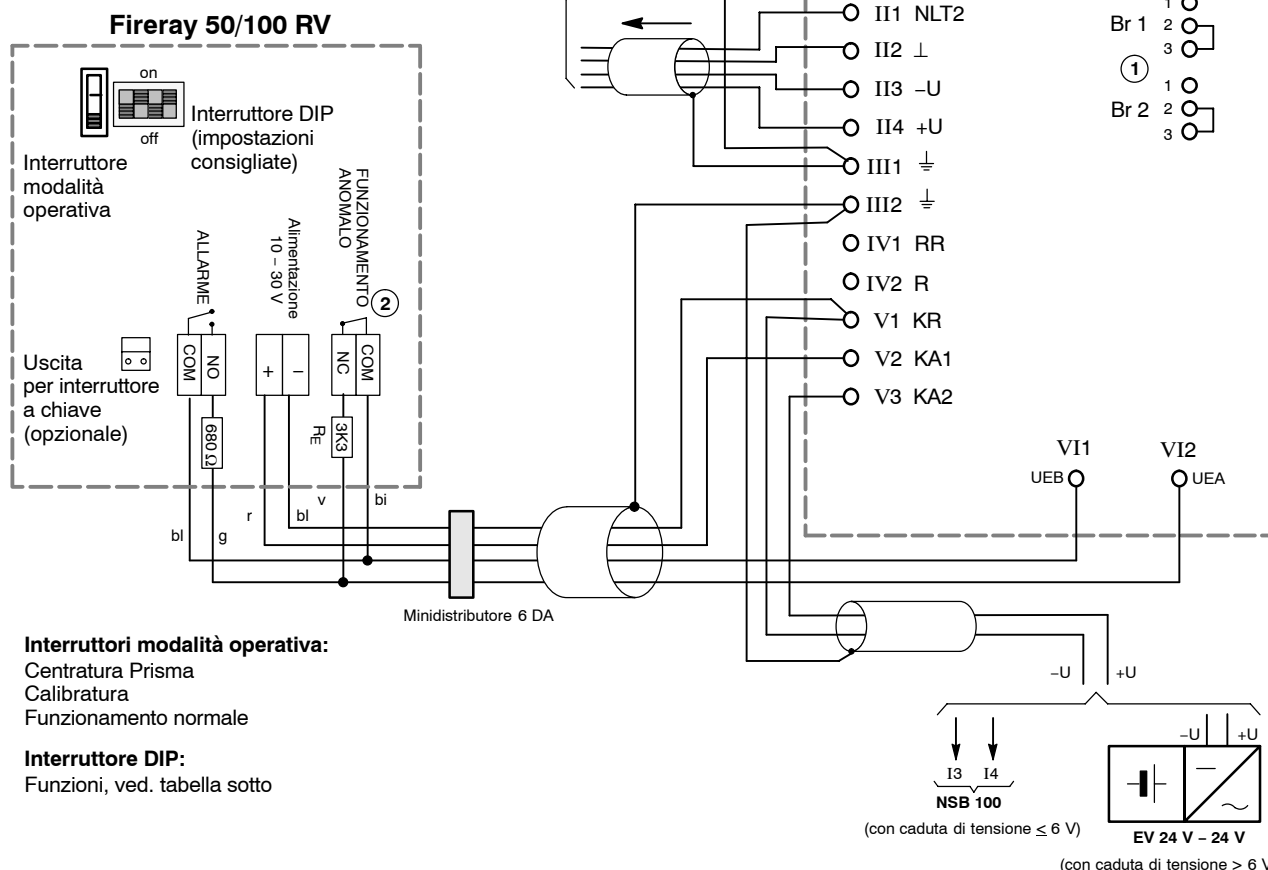 Fireray 50/100 RV
on
off
Interruttore DIP
(impostazioni
consigliate)
Interruttore
modalità
operativa
ALLARME
Alimentazione
10 – 30 V
FUNZIONAMENTO
ANOMALO
2
Uscita
per interruttore
a chiave
(opzionale)
COM
NO
+
–
NC
COM
680 Ω
RE
3K3
bl
g
r
bl
v
bi
Minidistributore 6 DA
II1 NLT2
II2 ⊥
II3 –U
II4 +U
III1
III2
IV1 RR
IV2 R
V1 KR
V2 KA1
V3 KA2
Br 1
1
2
3
1
Br 2
1
2
3
VI1
UEB
VI2
UEA
–U
+U
I3
I4
NSB 100
(con caduta di tensione ≤ 6 V)
–U
+U
EV 24 V – 24 V
(con caduta di tensione > 6 V
Interruttori modalità operativa:
Centratura Prisma
Calibratura
Funzionamento normale
Interruttore DIP:
Funzioni, ved. tabella sotto